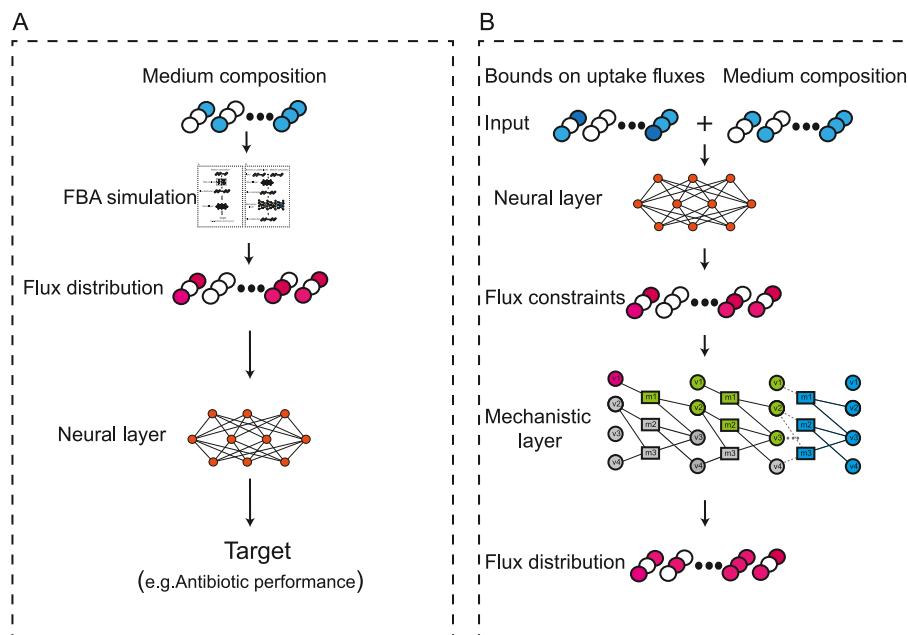 A
Medium composition
FBA simulation
Flux distribution
Neural layer
Target
(e.g.Antibiotic performance)
B
Bounds on uptake fluxes
Medium composition
Input
+
Neural layer
Flux constraints
Mechanistic
layer
v1 v1 v1 v1
m1 m1 m1
v2 v2 v2 v2
m2 m2 m2
v3 v3 v3 v3
m3 m3 m3
v4 v4 v4 v4
Flux distribution